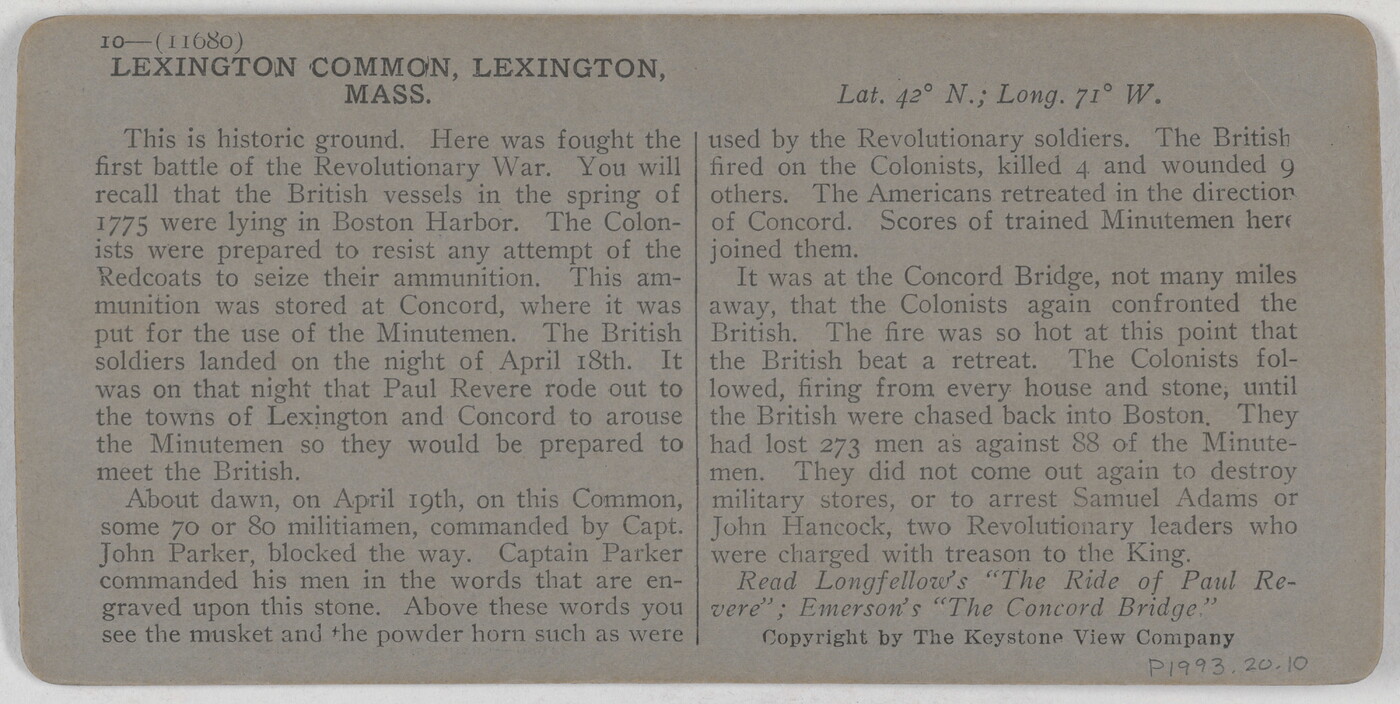 10—(11680)
LEXINGTON COMMON, LEXINGTON,
MASS.
Lat. 42° N.; Long. 71° W.
This is historic ground. Here was fought the
first battle of the Revolutionary War. You will
recall that the British vessels in the spring of
1775 were lying in Boston Harbor. The Colon-
ists were prepared to resist any attempt of the
Redcoats to seize their ammunition. This am-
munition was stored at Concord, where it was
put for the use of the Minutemen. The British
soldiers landed on the night of April 18th. It
was on that night that Paul Revere rode out to
the towns of Lexington and Concord to arouse
the Minutemen so they would be prepared to
meet the British.
About dawn, on April 19th, on this Common,
some 70 or 80 militiamen, commanded by Capt.
John Parker, blocked the way. Captain Parker
commanded his men in the words that are en-
graved upon this stone. Above these words you
see the musket and the powder horn such as were
used by the Revolutionary soldiers. The British
fired on the Colonists, killed 4 and wounded 9
others. The Americans retreated in the direction
of Concord. Scores of trained Minutemen here
joined them.
It was at the Concord Bridge, not many miles
away, that the Colonists again confronted the
British. The fire was so hot at this point that
the British beat a retreat. The Colonists fol-
lowed, firing from every house and stone, until
the British were chased back into Boston. They
had lost 273 men as against 88 of the Minute-
men. They did not come out again to destroy
military stores, or to arrest Samuel Adams or
John Hancock, two Revolutionary leaders who
were charged with treason to the King.
Read Longfellow's "The Ride of Paul Re-
vere"; Emerson's "The Concord Bridge."
Copyright by The Keystone View Company
P1993.20.10